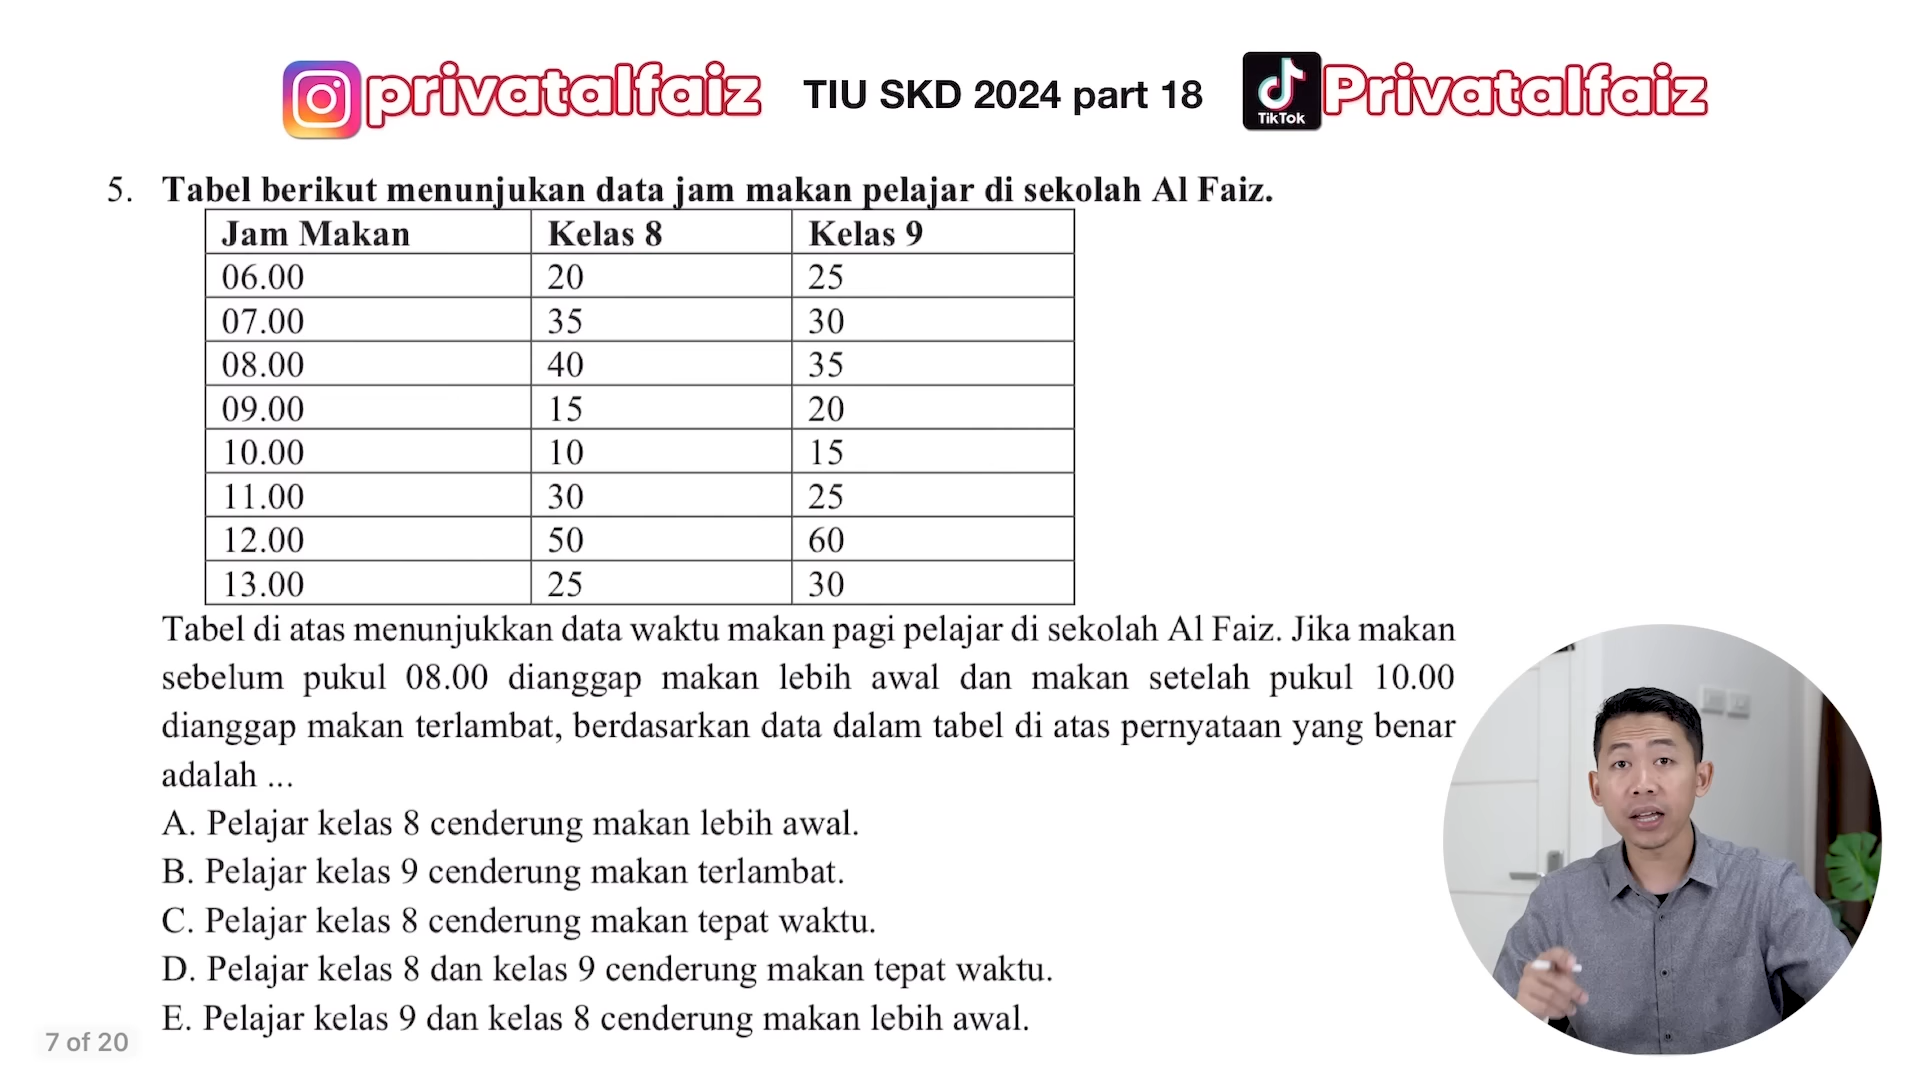 privatalfaiz TIU SKD 2024 part 18 TikTok Privatalfaiz
5. Tabel berikut menunjukan data jam makan pelajar di sekolah Al Faiz.
Jam Makan Kelas 8 Kelas 9
06.00 20 25
07.00 35 30
08.00 40 35
09.00 15 20
10.00 10 15
11.00 30 25
12.00 50 60
13.00 25 30
Tabel di atas menunjukkan data waktu makan pagi pelajar di sekolah Al Faiz. Jika makan
sebelum pukul 08.00 dianggap makan lebih awal dan makan setelah pukul 10.00
dianggap makan terlambat, berdasarkan data dalam tabel di atas pernyataan yang benar
adalah ...
A. Pelajar kelas 8 cenderung makan lebih awal.
B. Pelajar kelas 9 cenderung makan terlambat.
C. Pelajar kelas 8 cenderung makan tepat waktu.
D. Pelajar kelas 8 dan kelas 9 cenderung makan tepat waktu.
E. Pelajar kelas 9 dan kelas 8 cenderung makan lebih awal.
7 of 20